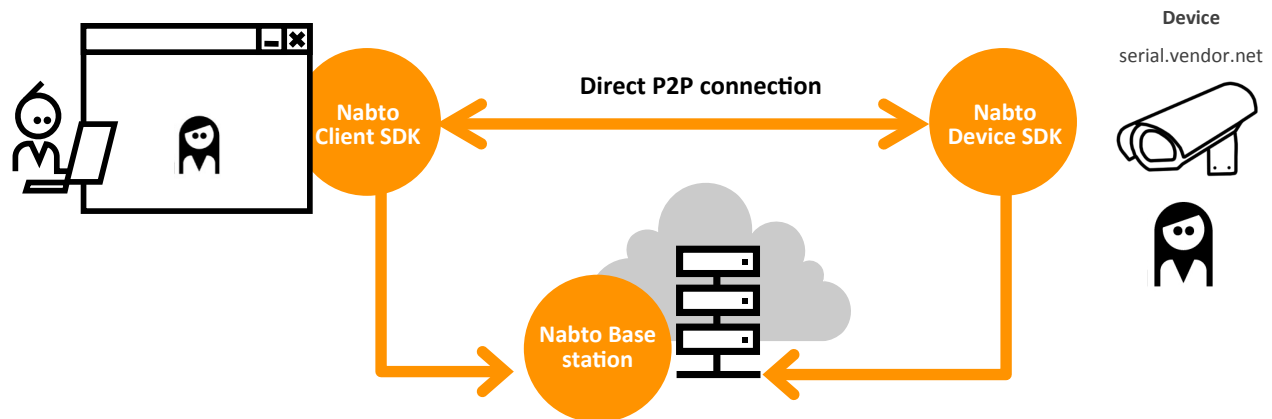 Device
serial.vendor.net
Direct P2P connection
Nabto
Client SDK
Nabto
Device SDK
Nabto Base
station